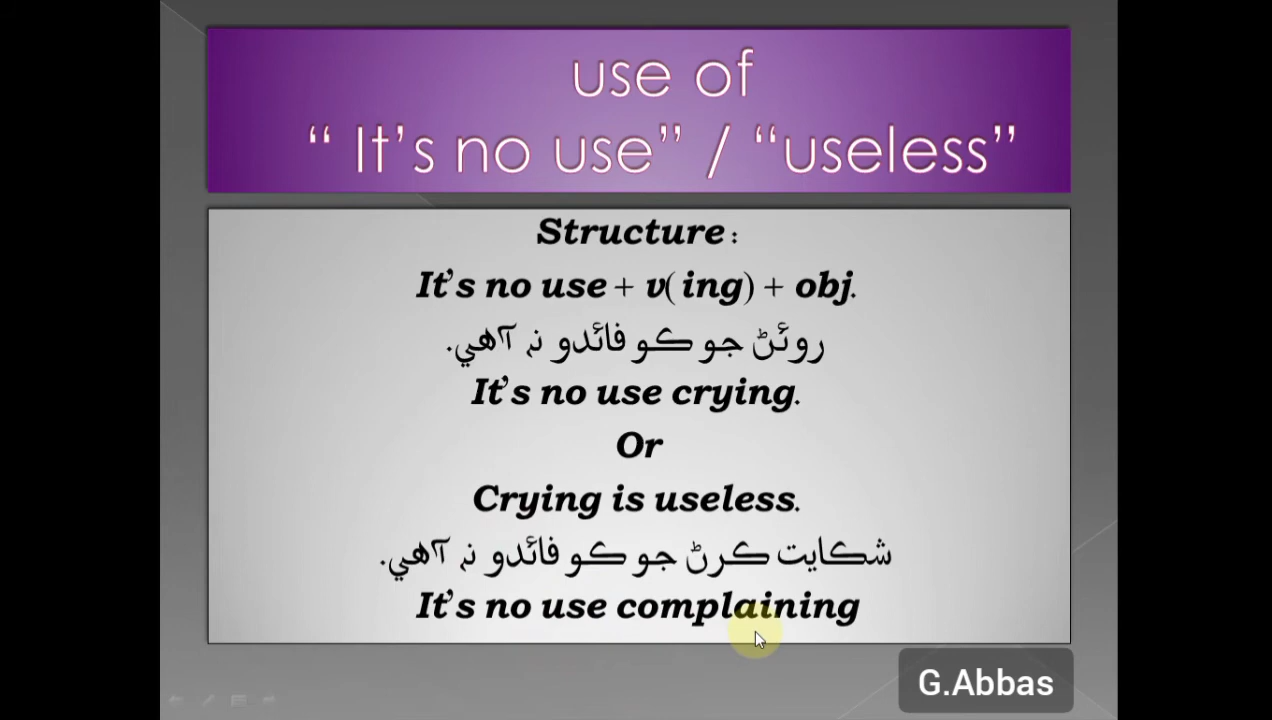 use of
“ It’s no use” / “useless”
Structure :
It’s no use + v( ing) + obj.
روئڻ جو ڪو فائدو نہ آهي.
It’s no use crying.
Or
Crying is useless.
شڪايت ڪرڻ جو ڪو فائدو نہ آهي.
It’s no use complaining
G.Abbas